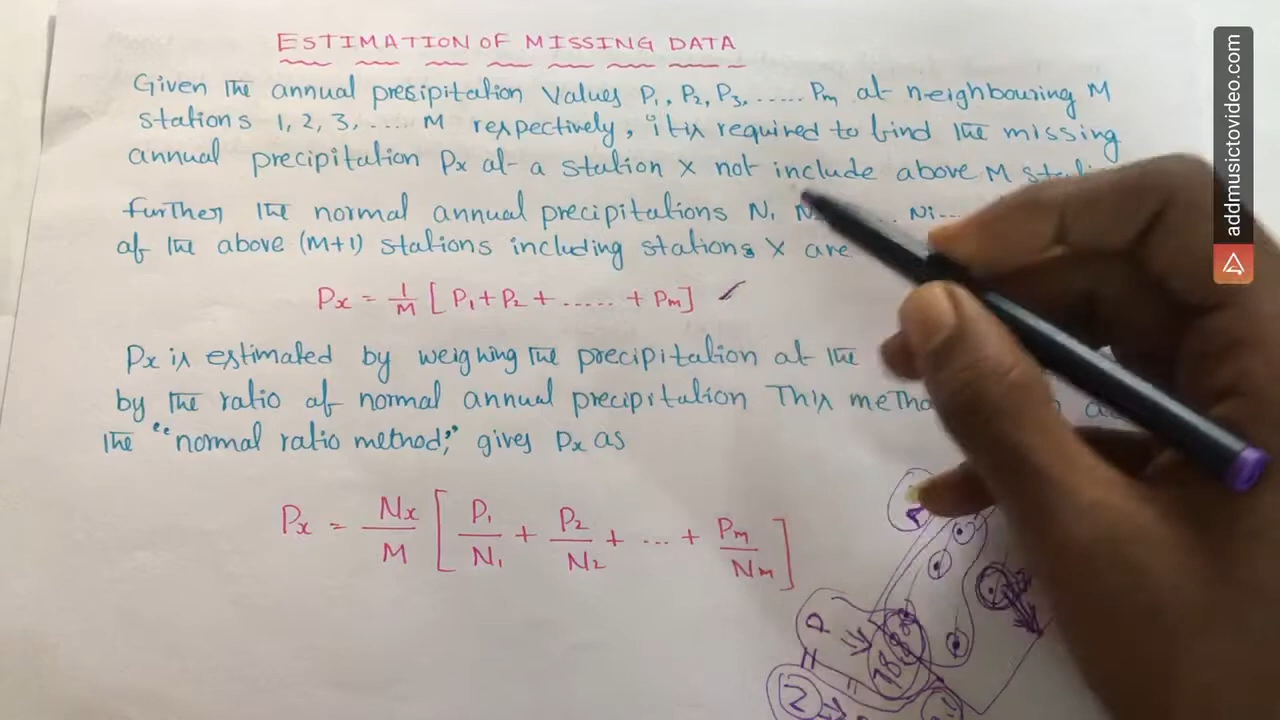 ESTIMATION OF MISSING DATA
Given the annual precipitation values P1, P2, P3, ...... Pm at neighbouring M
stations 1, 2, 3, .... M respectively, it is required to find the missing
annual precipitation Px at a station X not include above M
further the normal annual precipitations N1 .. Ni...
of the above (M+1) stations including stations X are
Px = 1/M [P1 + P2 + ...... + Pm]
Px is estimated by weighing the precipitation at the
by the ratio of normal annual precipitation This
the "normal ratio method," gives Px as
Px = Nx/M [P1/N1 + P2/N2 + ... + Pm/Nm]
A
P
N
addmusictovideo.com